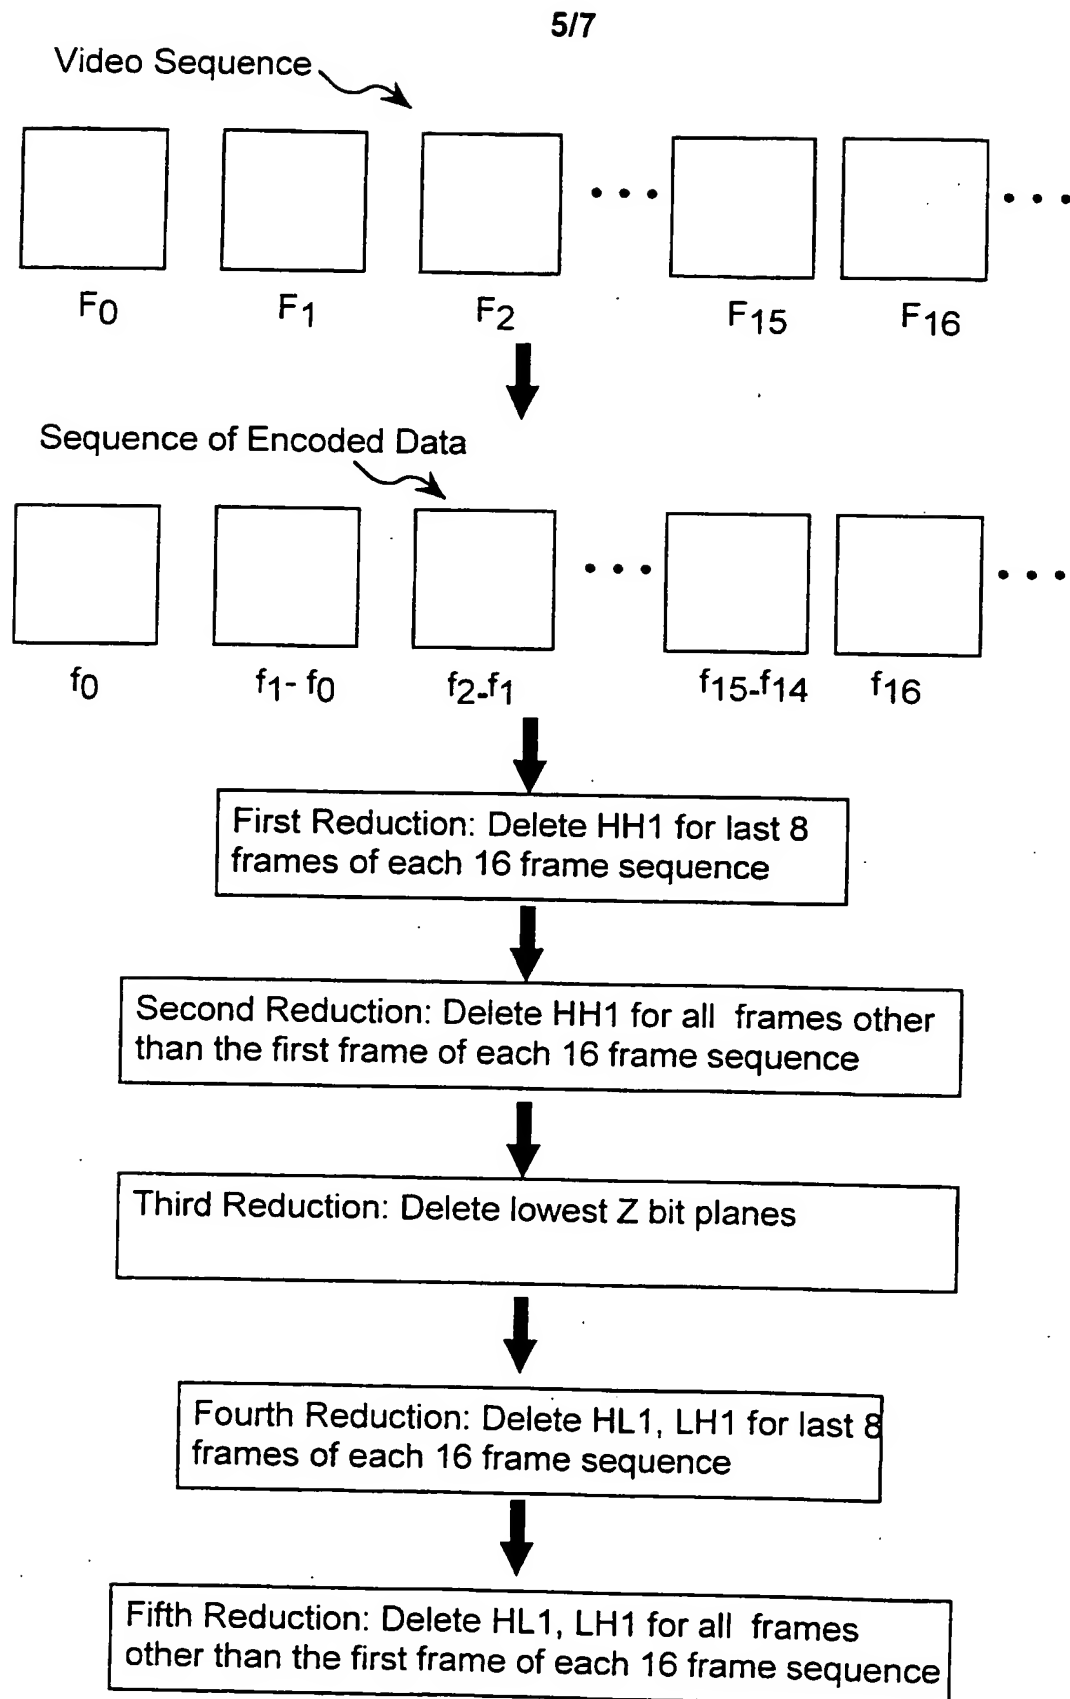 5/7
Video Sequence
F0 F1 F2 F15 F16
Sequence of Encoded Data
f0 f1- f0 f2-f1 f15-f14 f16
First Reduction: Delete HH1 for last 8
frames of each 16 frame sequence
Second Reduction: Delete HH1 for all frames other
than the first frame of each 16 frame sequence
Third Reduction: Delete lowest Z bit planes
Fourth Reduction: Delete HL1, LH1 for last 8
frames of each 16 frame sequence
Fifth Reduction: Delete HL1, LH1 for all frames
other than the first frame of each 16 frame sequence